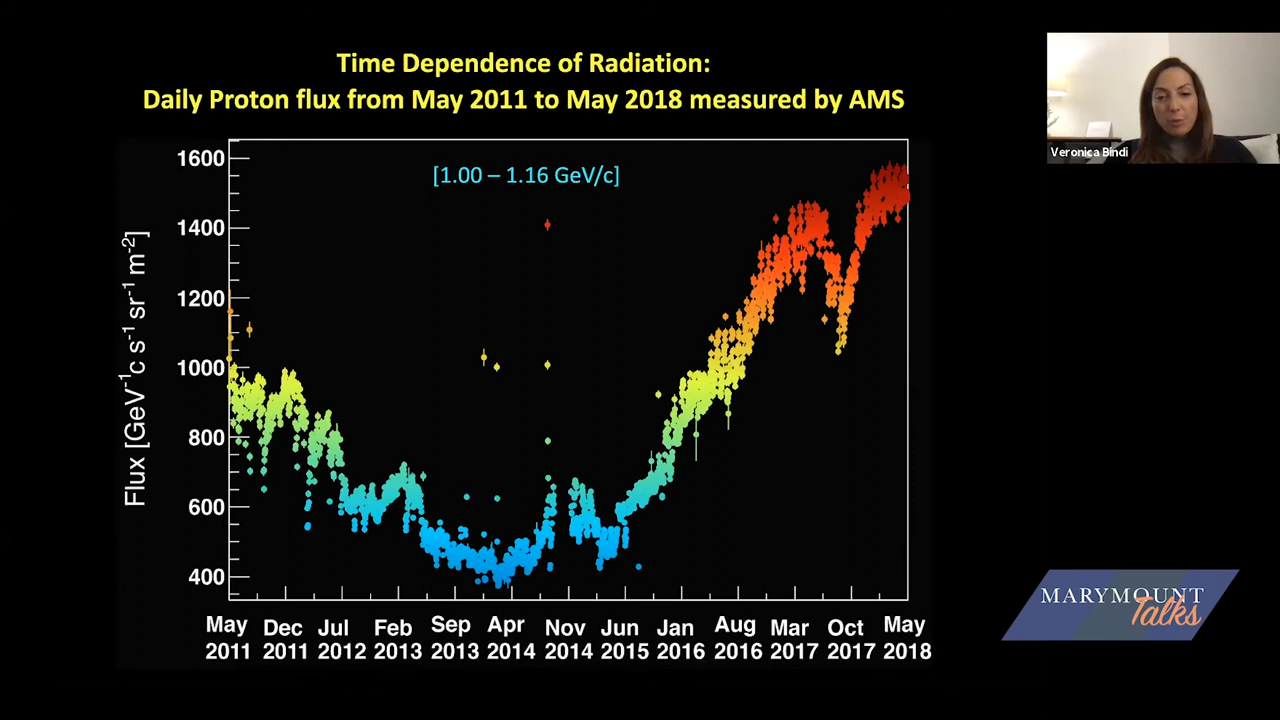 Time Dependence of Radiation:
Daily Proton flux from May 2011 to May 2018 measured by AMS
Veronica Bindi
[1.00 – 1.16 GeV/c]
Flux [GeV⁻¹c s⁻¹ sr⁻¹ m⁻²]
1600
1400
1200
1000
800
600
400
May Dec Jul Feb Sep Apr Nov Jun Jan Aug Mar Oct May
2011 2011 2012 2013 2013 2014 2014 2015 2016 2016 2017 2017 2018
MARYMOUNT
Talks